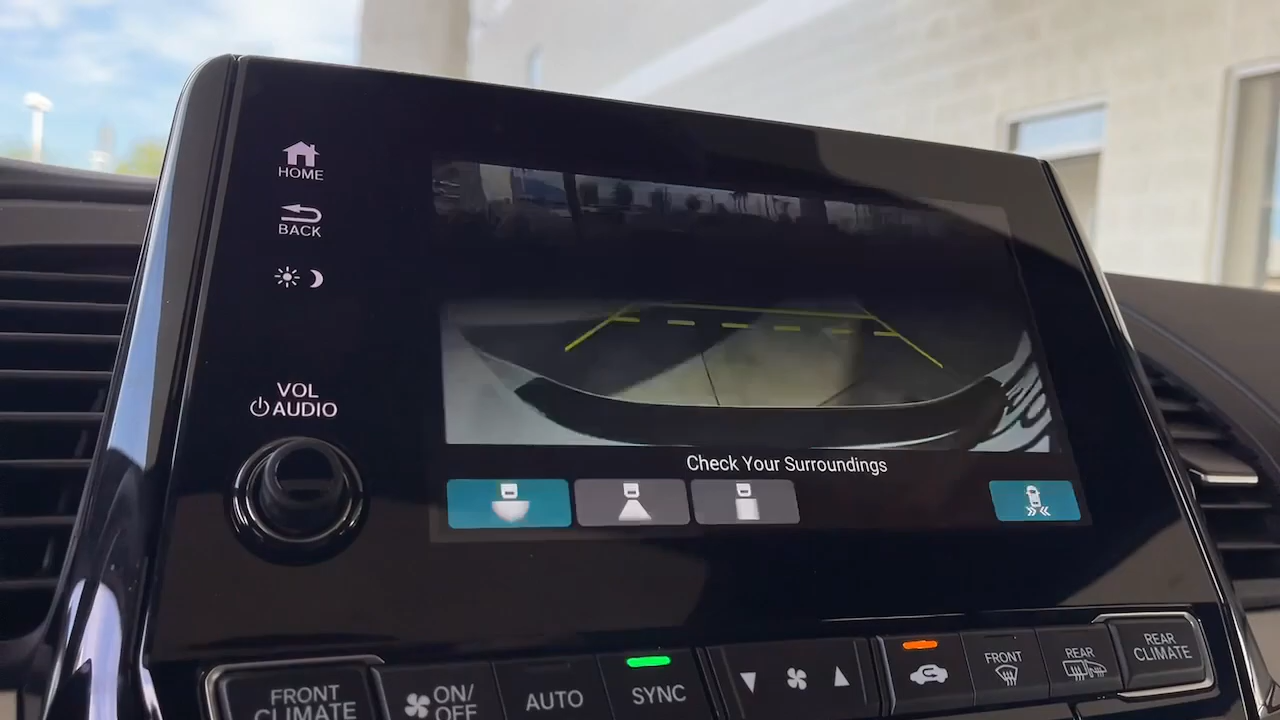 HOME
BACK
VOL
AUDIO
Check Your Surroundings
FRONT
CLIMATE
ON/
OFF
AUTO
SYNC
FRONT
REAR
REAR
CLIMATE